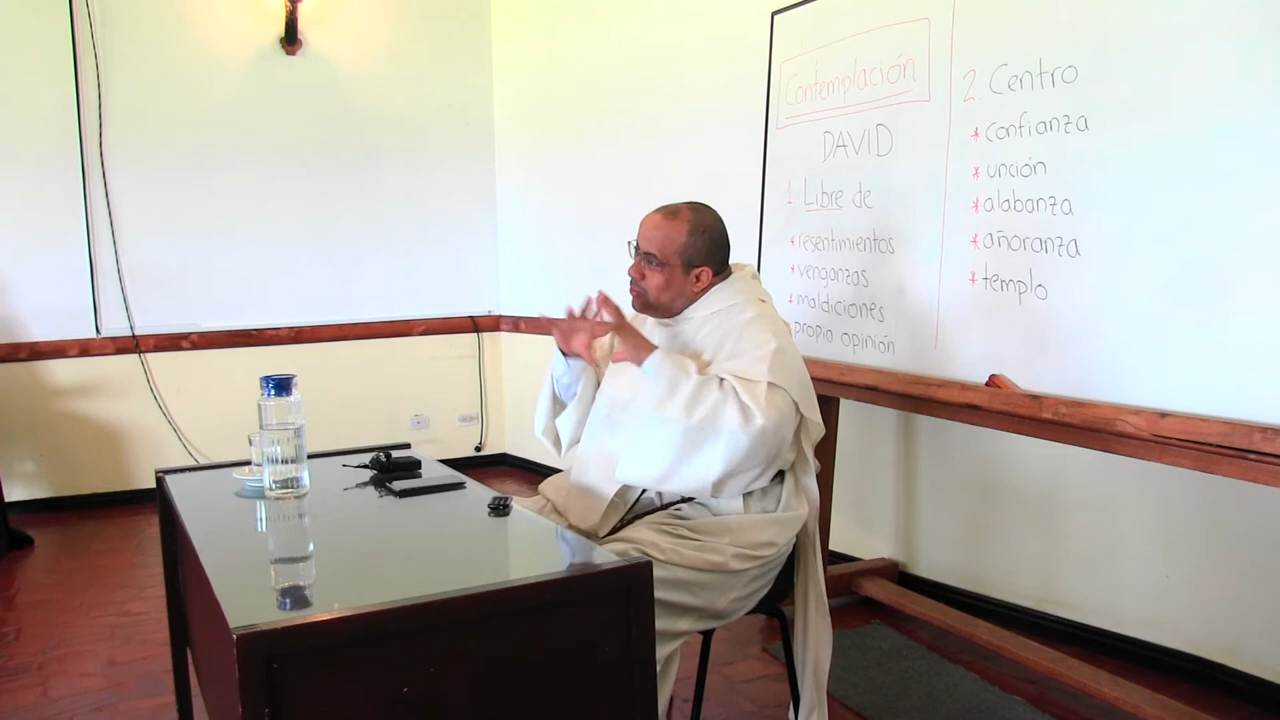 Contemplación
DAVID
1. Libre de
* resentimientos
* venganzas
* maldiciones
* propia opinión
2. Centro
* confianza
* unción
* alabanza
* añoranza
* templo